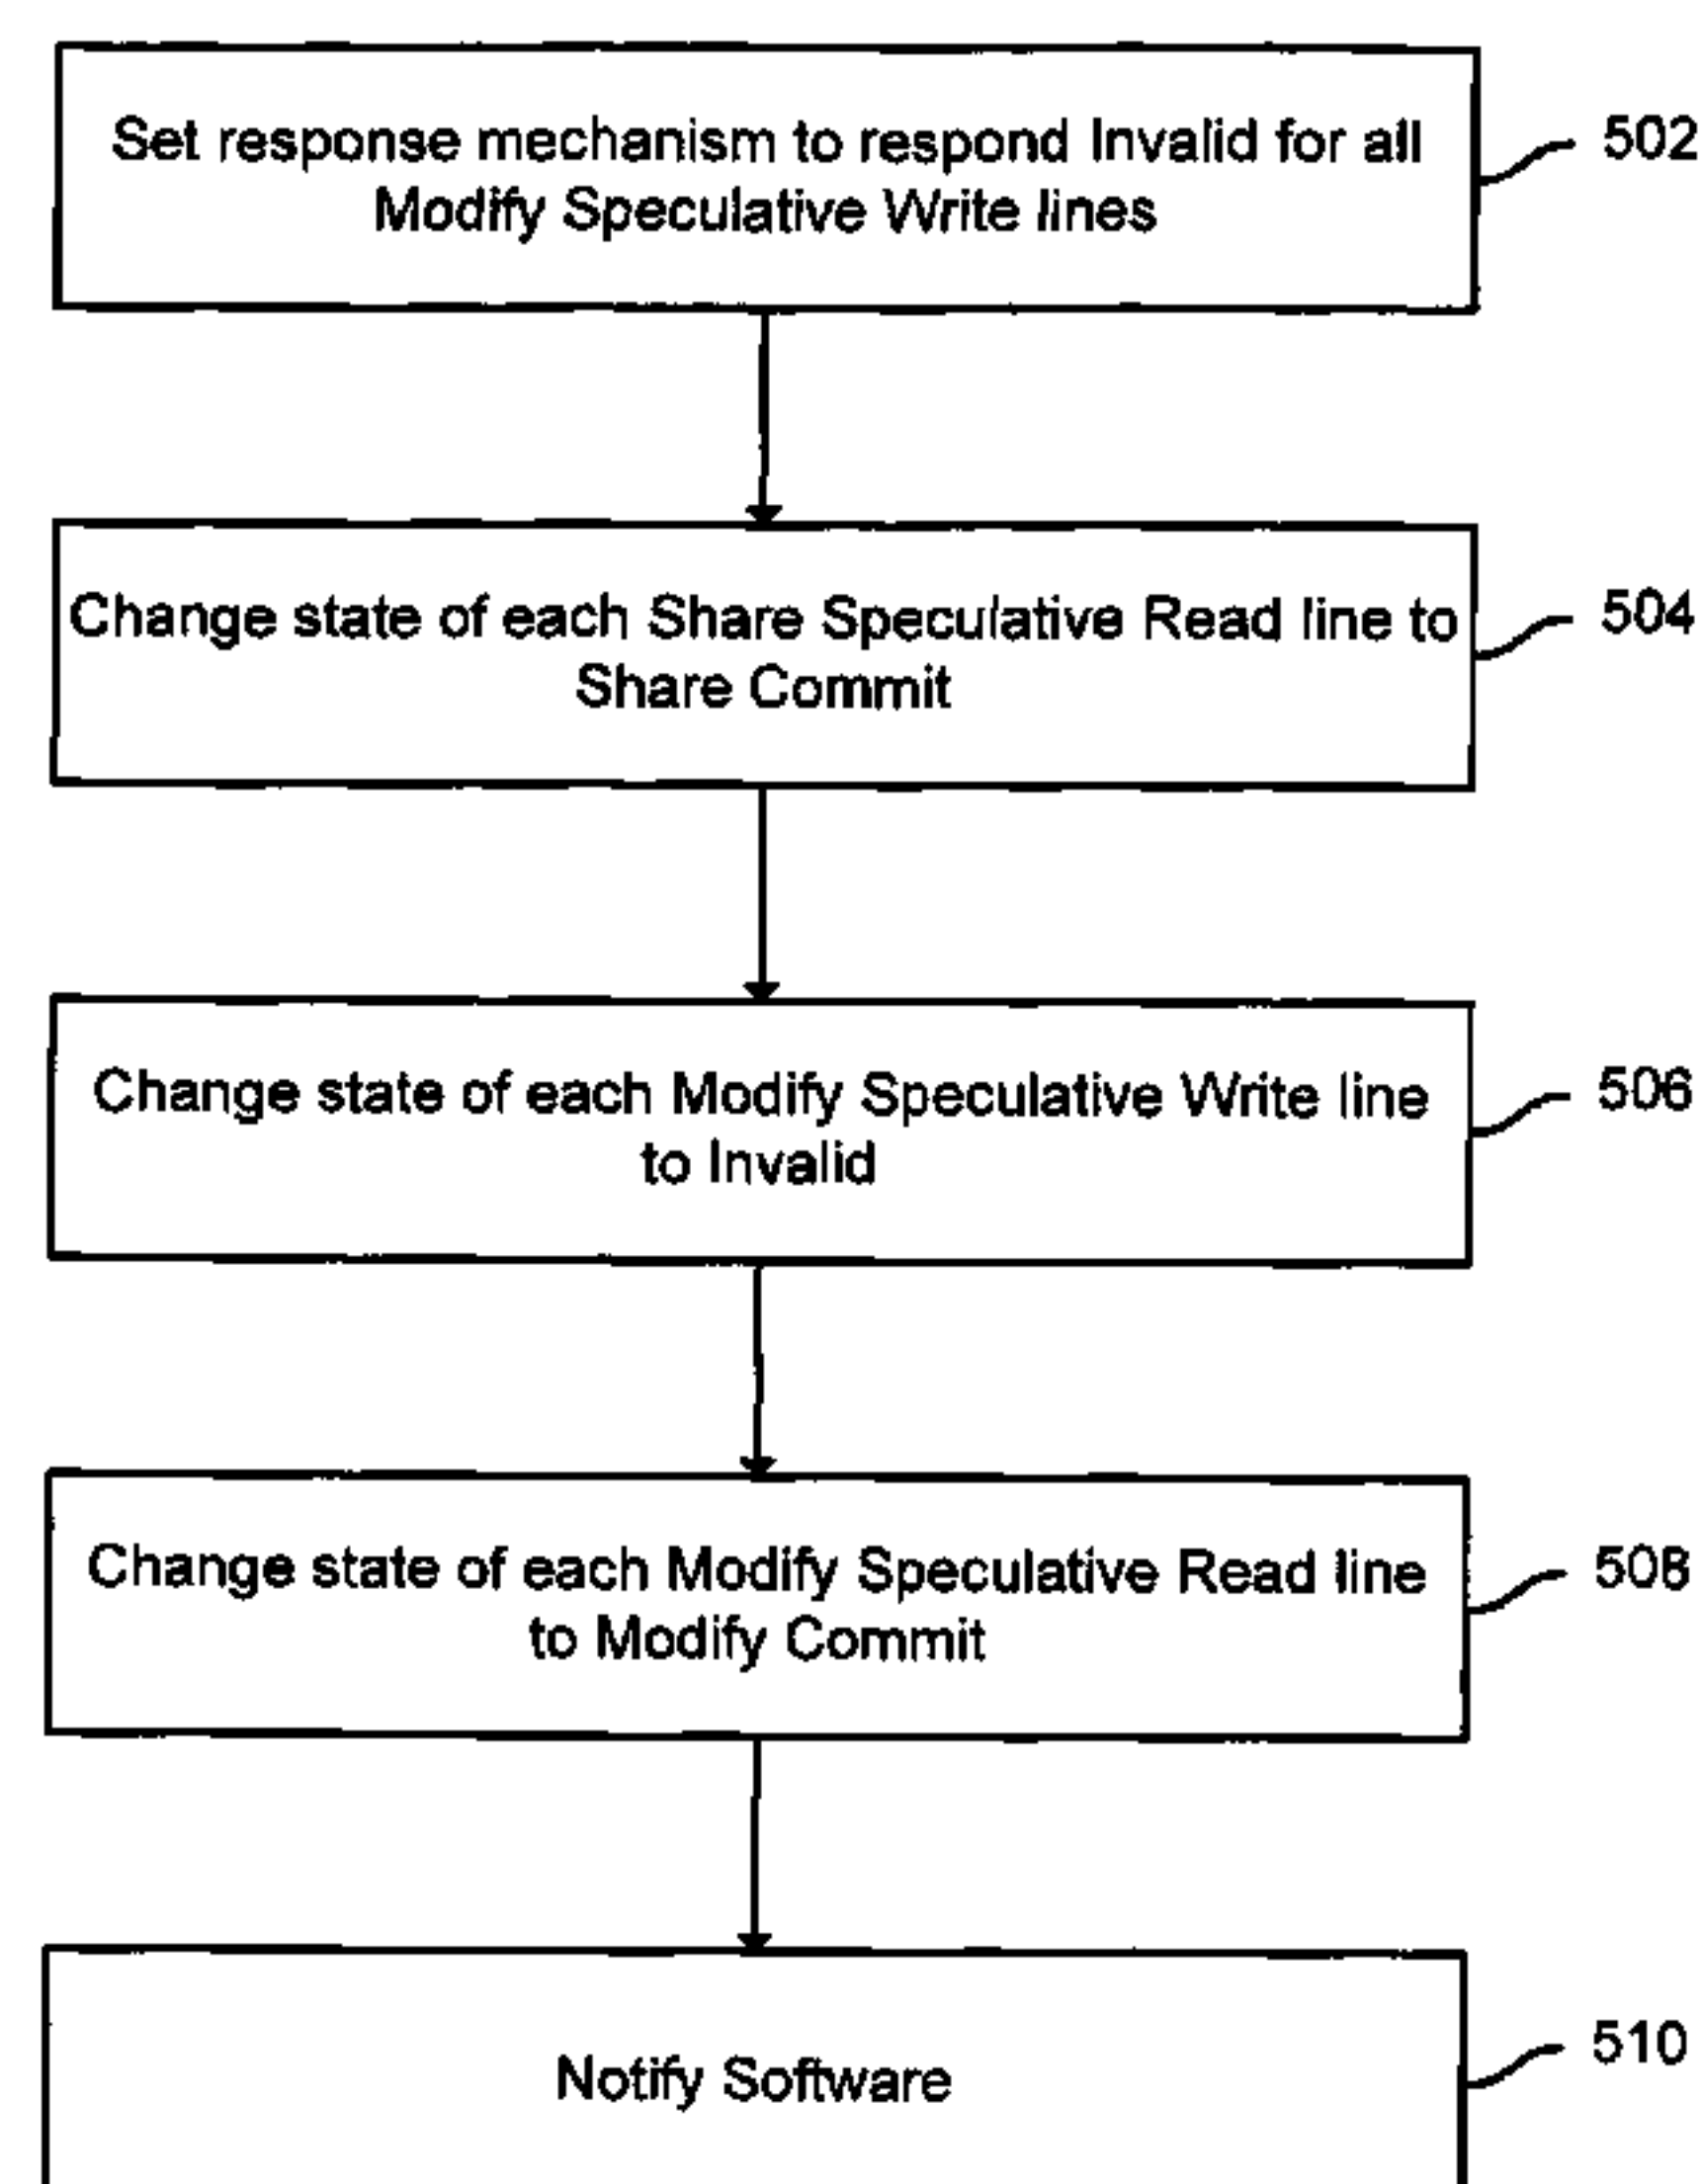 Set response mechanism to respond Invalid for all
Modify Speculative Write lines
502
Change state of each Share Speculative Read line to
Share Commit
504
Change state of each Modify Speculative Write line
to Invalid
506
Change state of each Modify Speculative Read line
to Modify Commit
508
Notify Software
510